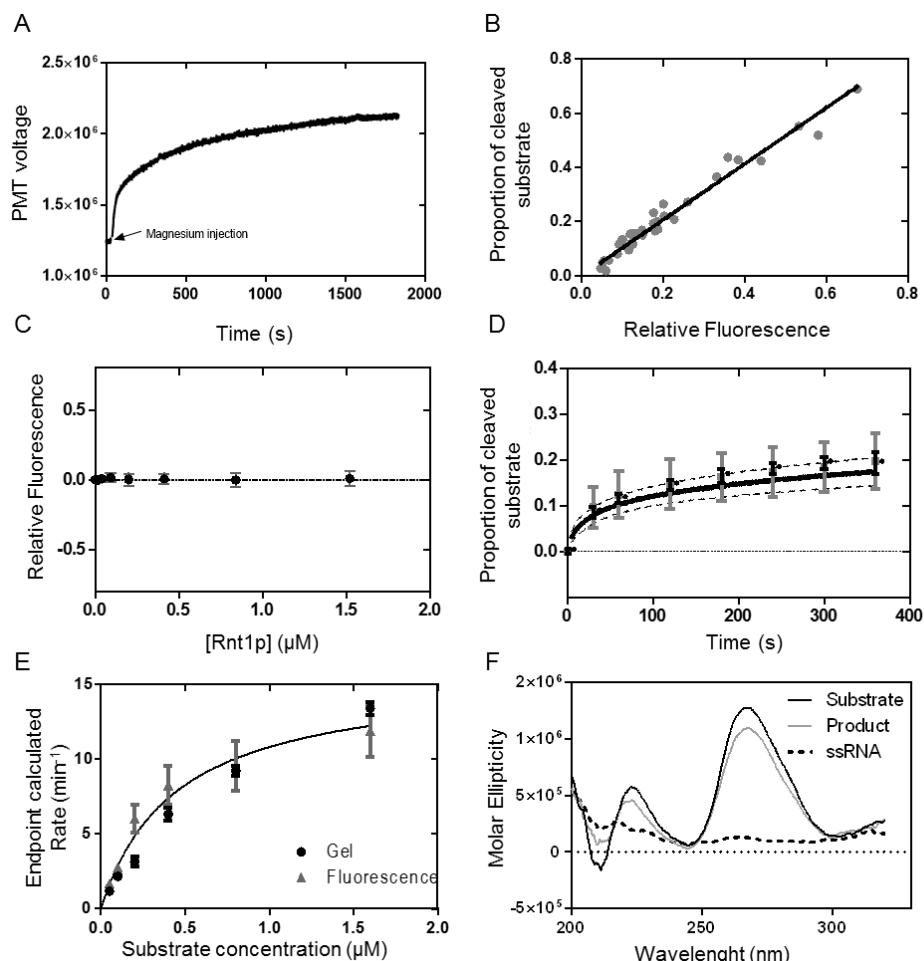 A
2.5×10⁶
2.0×10⁶
1.5×10⁶
1.0×10⁶
PMT voltage
Magnesium injection
0 500 1000 1500 2000
Time (s)
B
0.8
0.6
0.4
0.2
0.0
Proportion of cleaved
substrate
0.0 0.2 0.4 0.6 0.8
Relative Fluorescence
C
0.5
0.0
-0.5
Relative Fluorescence
0.0 0.5 1.0 1.5 2.0
[Rnt1p] (µM)
D
0.4
0.3
0.2
0.1
0.0
Proportion of cleaved
substrate
0 100 200 300 400
Time (s)
E
15
10
5
0
Endpoint calculated
Rate (min⁻¹)
Gel
Fluorescence
0.0 0.5 1.0 1.5 2.0
Substrate concentration (µM)
F
2×10⁶
1×10⁶
5×10⁵
0
-5×10⁵
Molar Ellipticity
Substrate
Product
ssRNA
200 250 300
Wavelenght (nm)